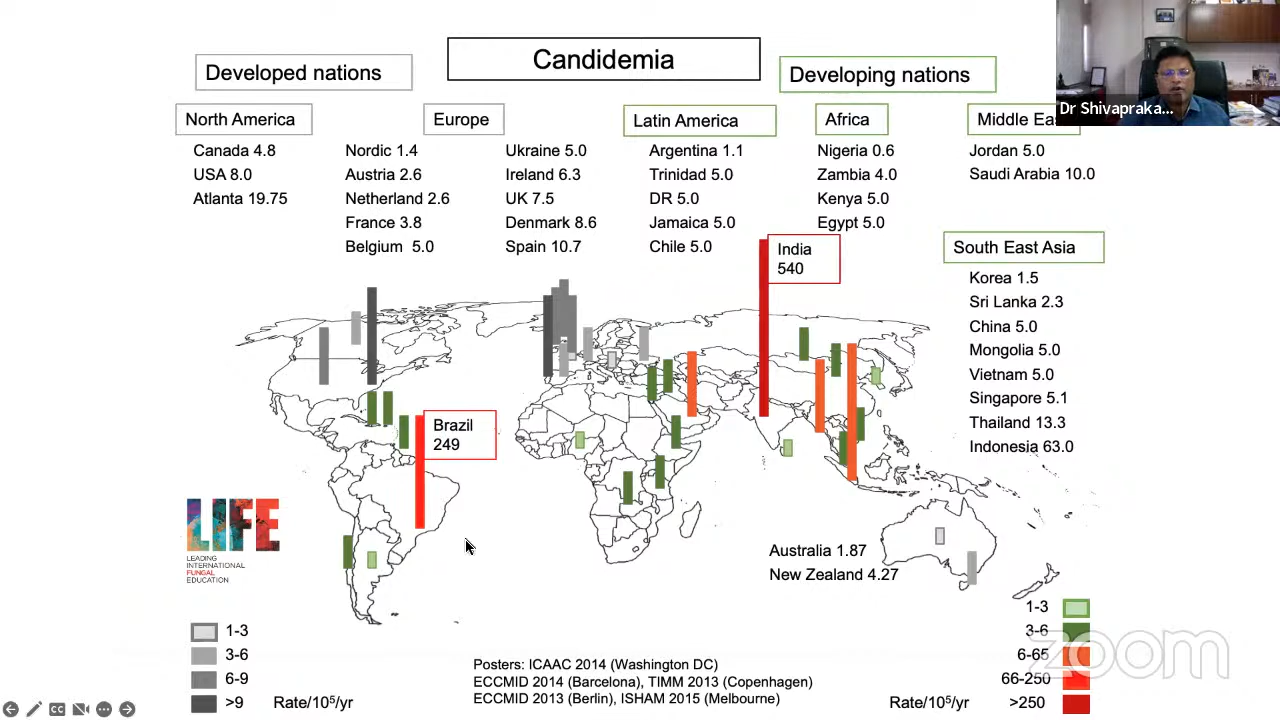 Candidemia
Developed nations
Developing nations
Dr Shivapraka...
North America
Canada 4.8
USA 8.0
Atlanta 19.75
Europe
Nordic 1.4
Austria 2.6
Netherland 2.6
France 3.8
Belgium 5.0
Ukraine 5.0
Ireland 6.3
UK 7.5
Denmark 8.6
Spain 10.7
Latin America
Argentina 1.1
Trinidad 5.0
DR 5.0
Jamaica 5.0
Chile 5.0
Africa
Nigeria 0.6
Zambia 4.0
Kenya 5.0
Egypt 5.0
Middle Eas
Jordan 5.0
Saudi Arabia 10.0
India
540
South East Asia
Korea 1.5
Sri Lanka 2.3
China 5.0
Mongolia 5.0
Vietnam 5.0
Singapore 5.1
Thailand 13.3
Indonesia 63.0
Brazil
249
LIFE
LEADING
INTERNATIONAL
FUNGAL
EDUCATION
Australia 1.87
New Zealand 4.27
1-3
3-6
6-9
>9
Rate/10⁵/yr
Posters: ICAAC 2014 (Washington DC)
ECCMID 2014 (Barcelona), TIMM 2013 (Copenhagen)
ECCMID 2013 (Berlin), ISHAM 2015 (Melbourne)
1-3
3-6
6-65
66-250
>250
Rate/10⁵/yr
zoom
CC